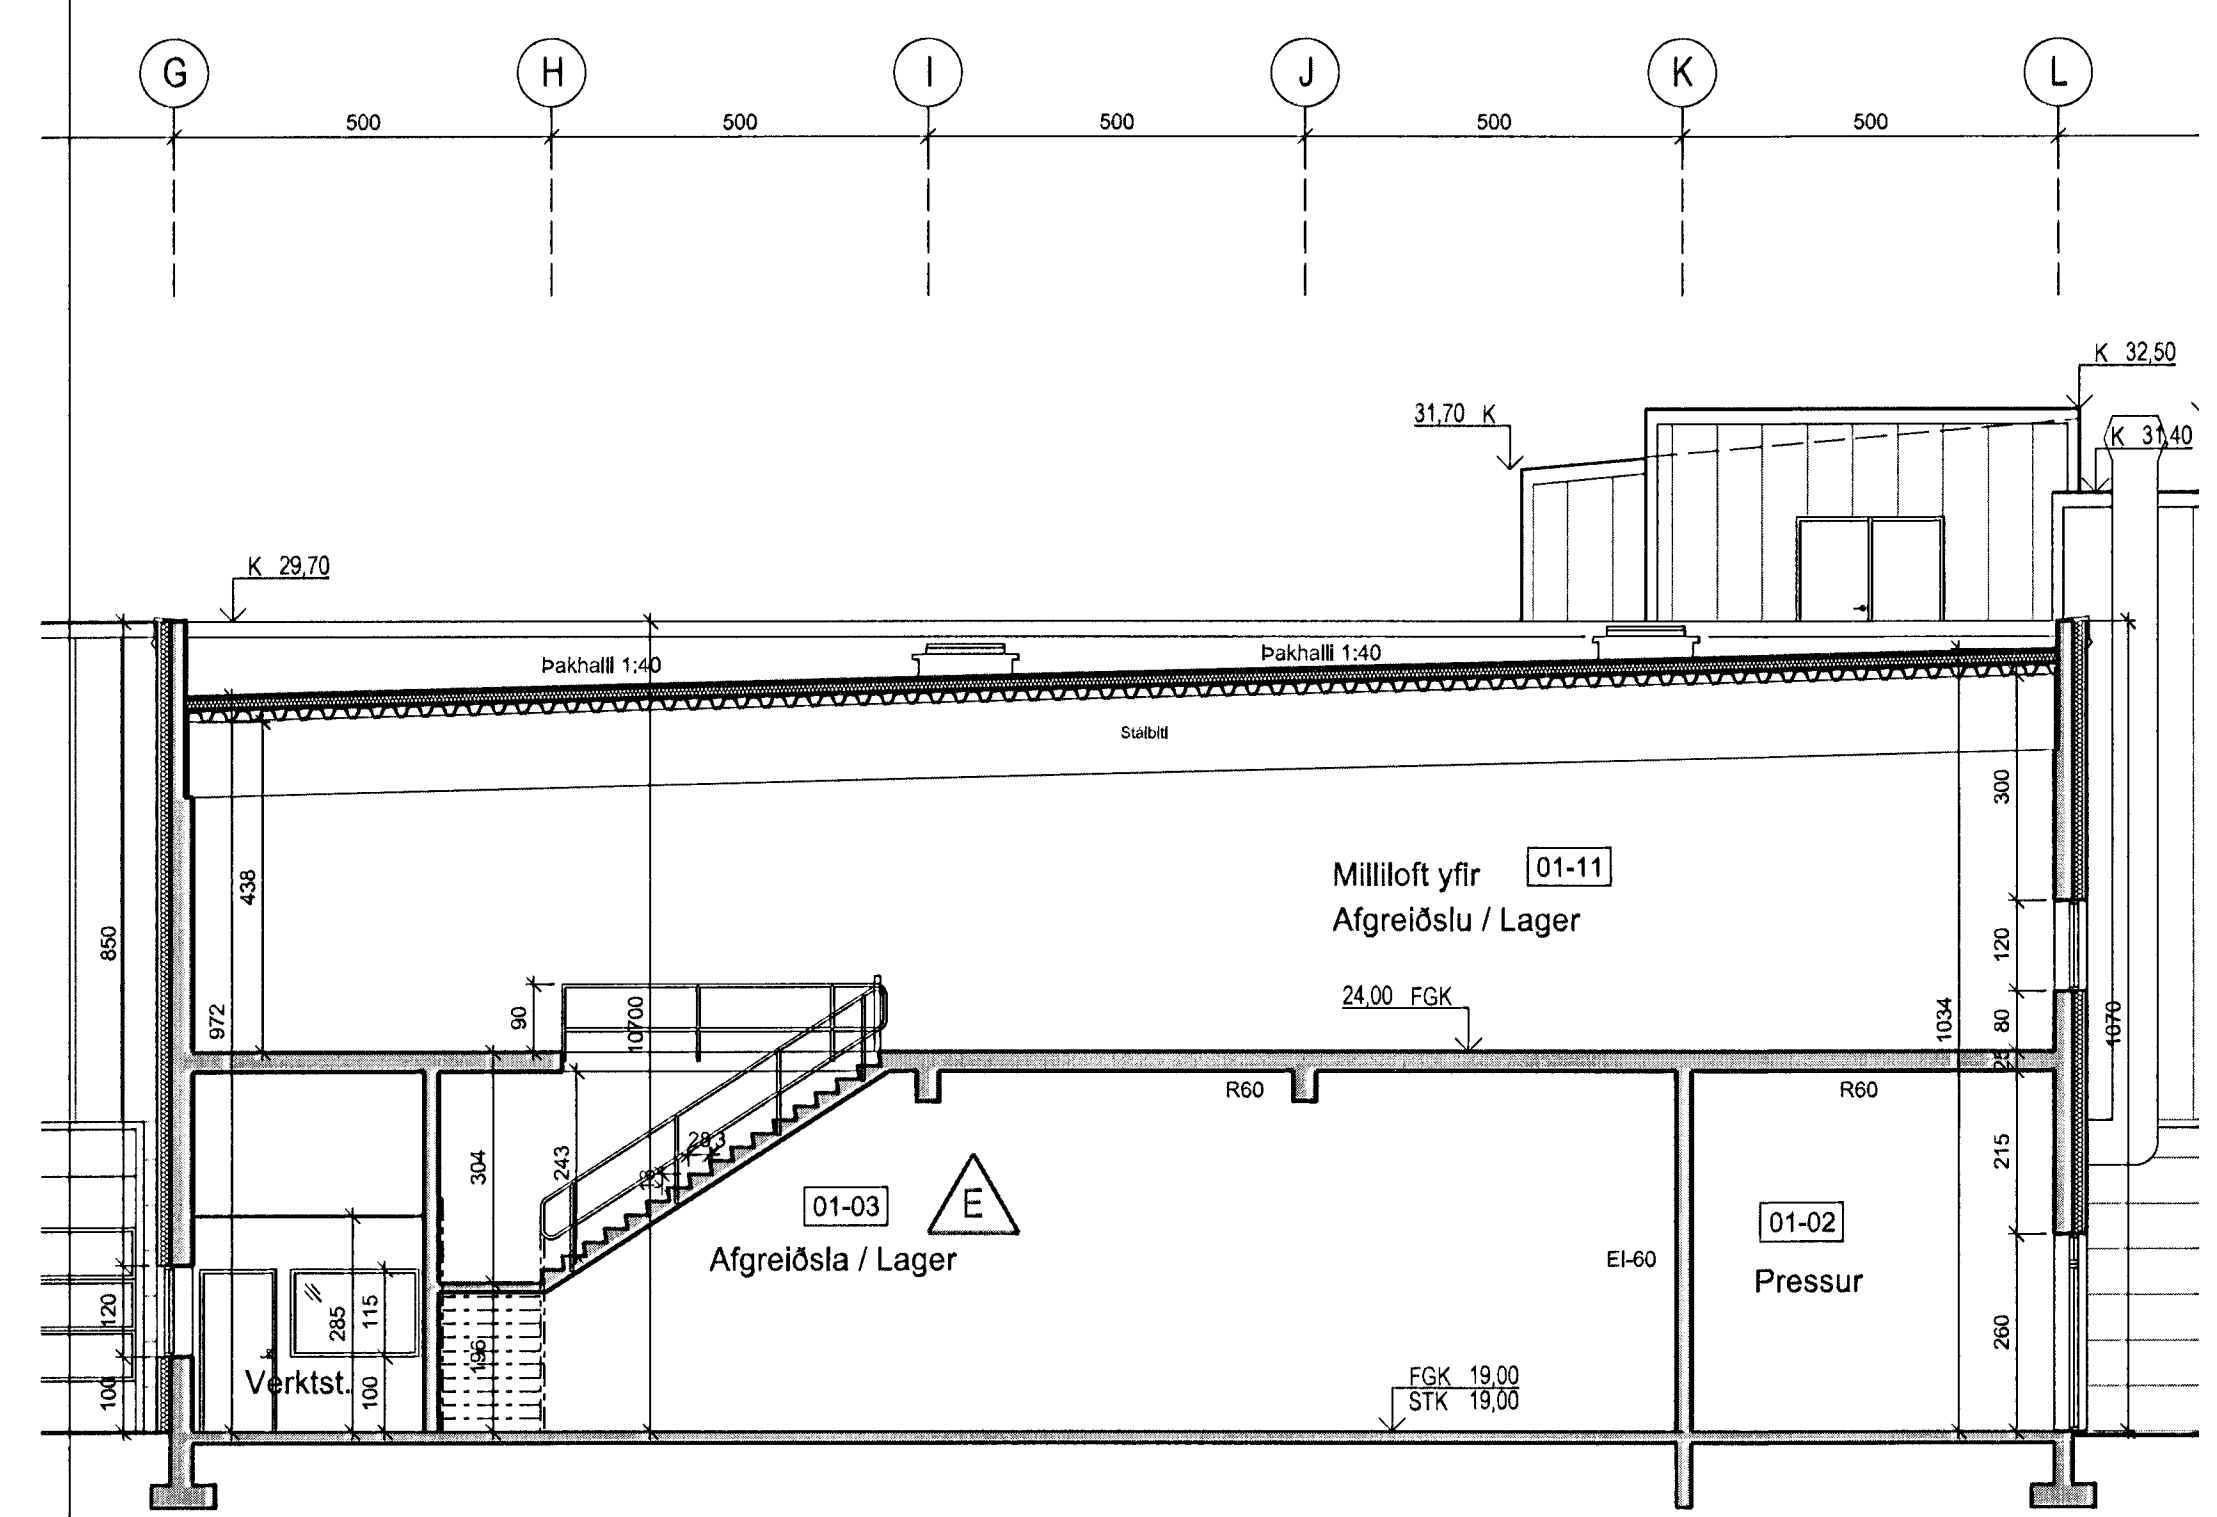 G H I J K L
500 500 500 500 500
K 32,50
31,70 K
K 31,40
K 29,70
Þakhalli 1:40
Þakhalli 1:40
Stálbiti
300
438
Milliloft yfir 01-11
Afgreiðslu / Lager
850
120
972
90
10700
24,00 FGK
1034
80
1070
25
R60
R60
304
243
28,3
215
01-03
E
01-02
Afgreiðsla / Lager
EI-60
Pressur
120
285
115
196
260
Verktst.
100
100
FGK 19,00
STK 19,00